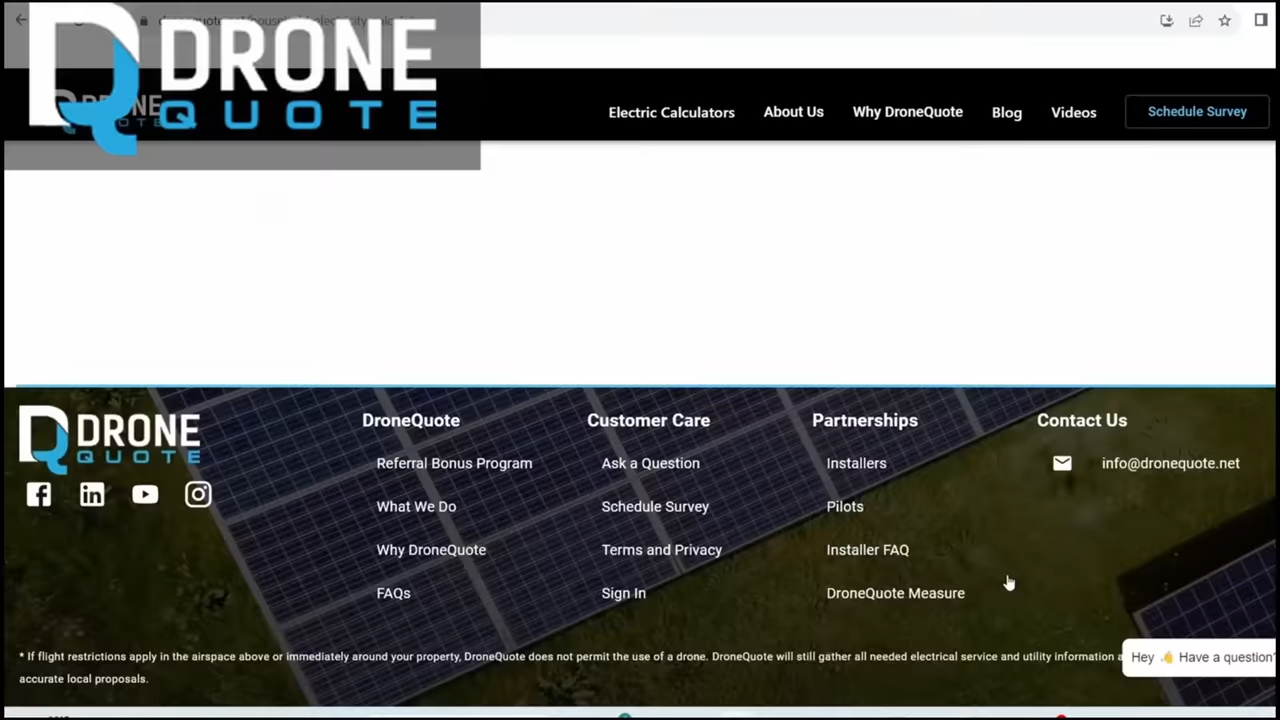 DRONE
QUOTE
Electric Calculators
About Us
Why DroneQuote
Blog
Videos
Schedule Survey
DRONE
QUOTE
DroneQuote
Referral Bonus Program
What We Do
Why DroneQuote
FAQs
Customer Care
Ask a Question
Schedule Survey
Terms and Privacy
Sign In
Partnerships
Installers
Pilots
Installer FAQ
DroneQuote Measure
Contact Us
info@dronequote.net
* If flight restrictions apply in the airspace above or immediately around your property, DroneQuote does not permit the use of a drone. DroneQuote will still gather all needed electrical service and utility information
accurate local proposals.
Hey 👋 Have a question?